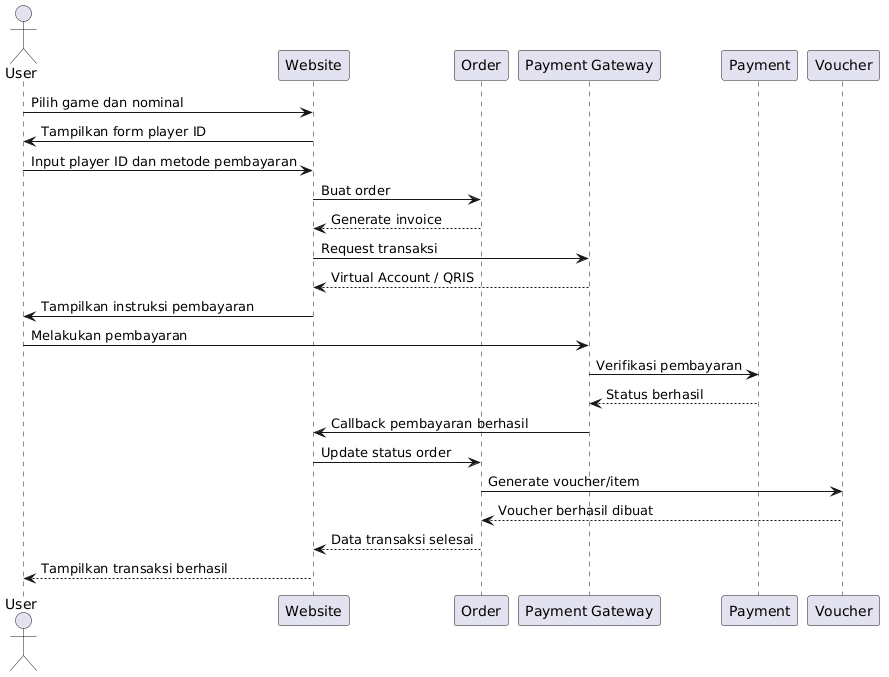 User
Website
Order
Payment Gateway
Payment
Voucher
Pilih game dan nominal
Tampilkan form player ID
Input player ID dan metode pembayaran
Buat order
Generate invoice
Request transaksi
Virtual Account / QRIS
Tampilkan instruksi pembayaran
Melakukan pembayaran
Verifikasi pembayaran
Status berhasil
Callback pembayaran berhasil
Update status order
Generate voucher/item
Voucher berhasil dibuat
Data transaksi selesai
Tampilkan transaksi berhasil
User
Website
Order
Payment Gateway
Payment
Voucher